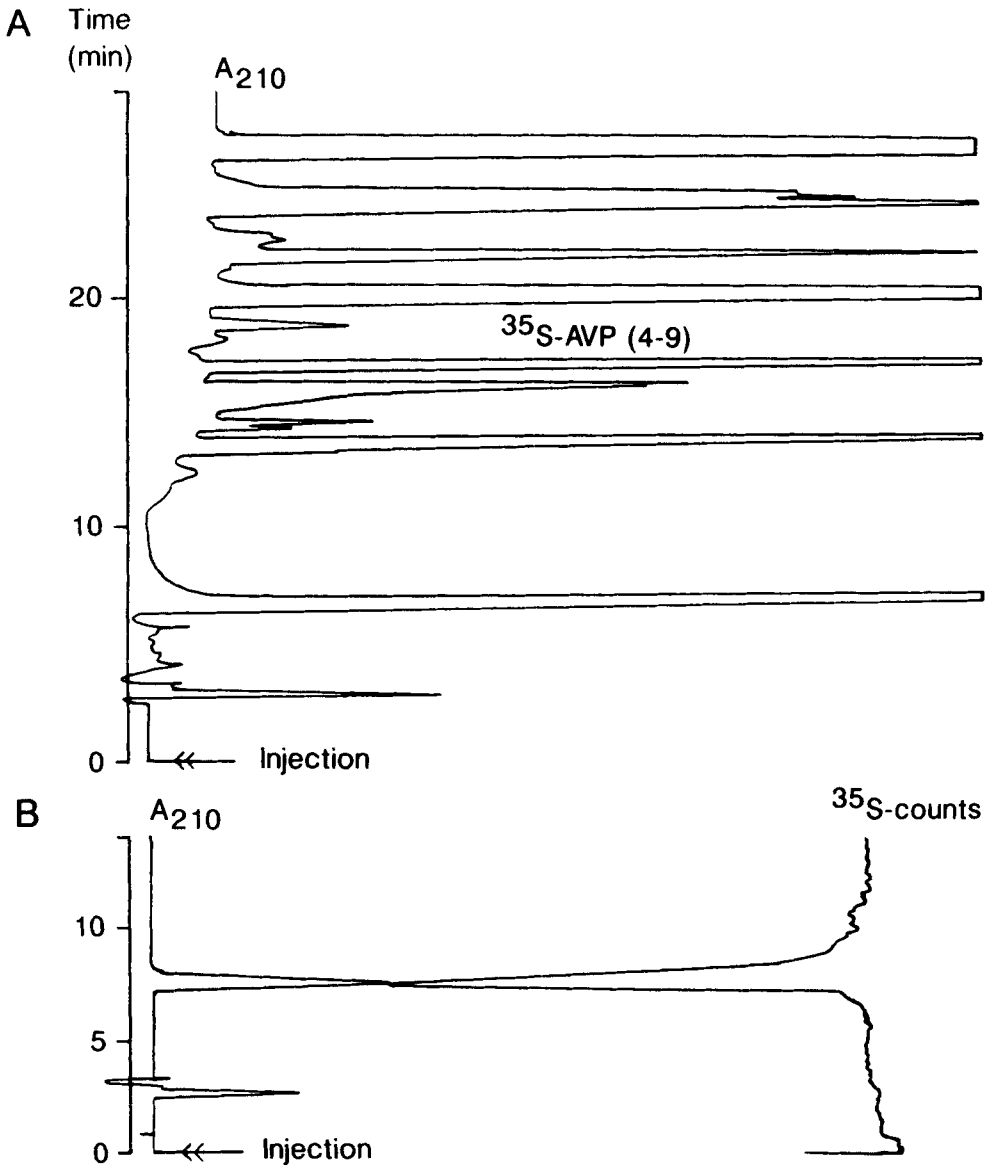 A
Time
(min)
A210
20
35S-AVP (4-9)
10
0
Injection
B
A210
35S-counts
10
5
0
Injection